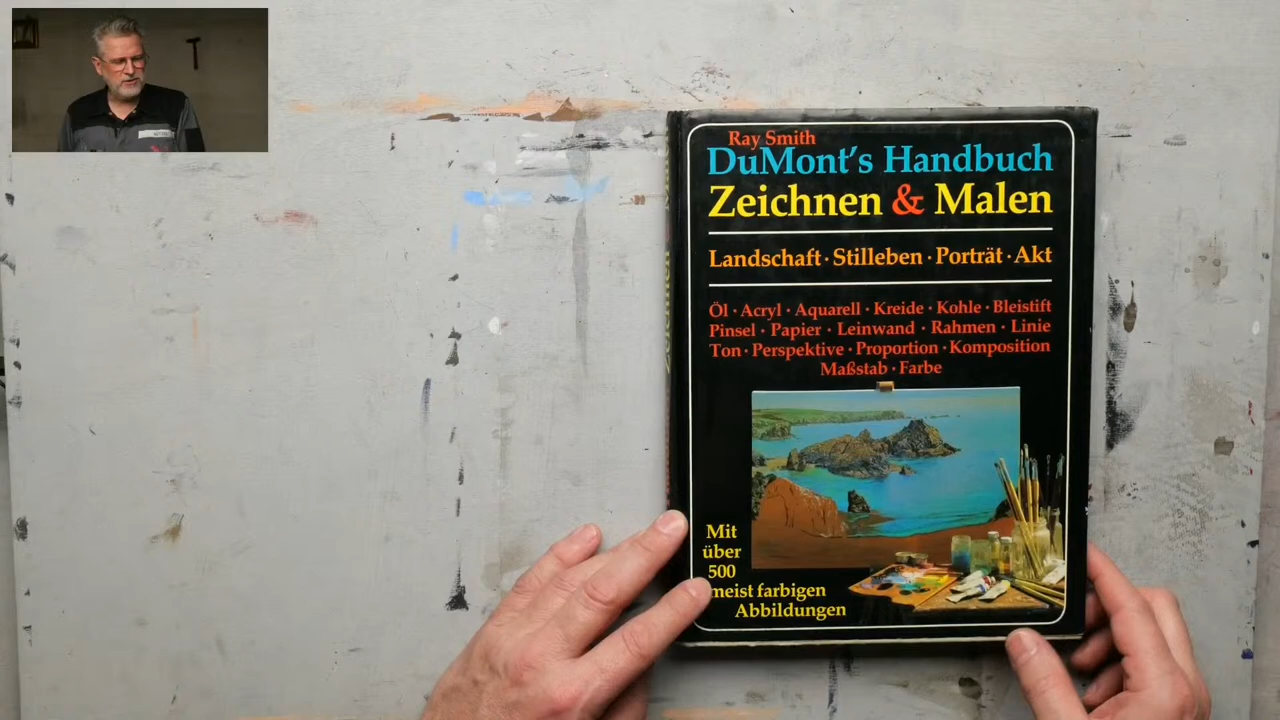 Ray Smith
DuMont's Handbuch
Zeichnen & Malen
Landschaft · Stilleben · Porträt · Akt
Öl · Acryl · Aquarell · Kreide · Kohle · Bleistift
Pinsel · Papier · Leinwand · Rahmen · Linie
Ton · Perspektive · Proportion · Komposition
Maßstab · Farbe
Mit
über
500
meist farbigen
Abbildungen